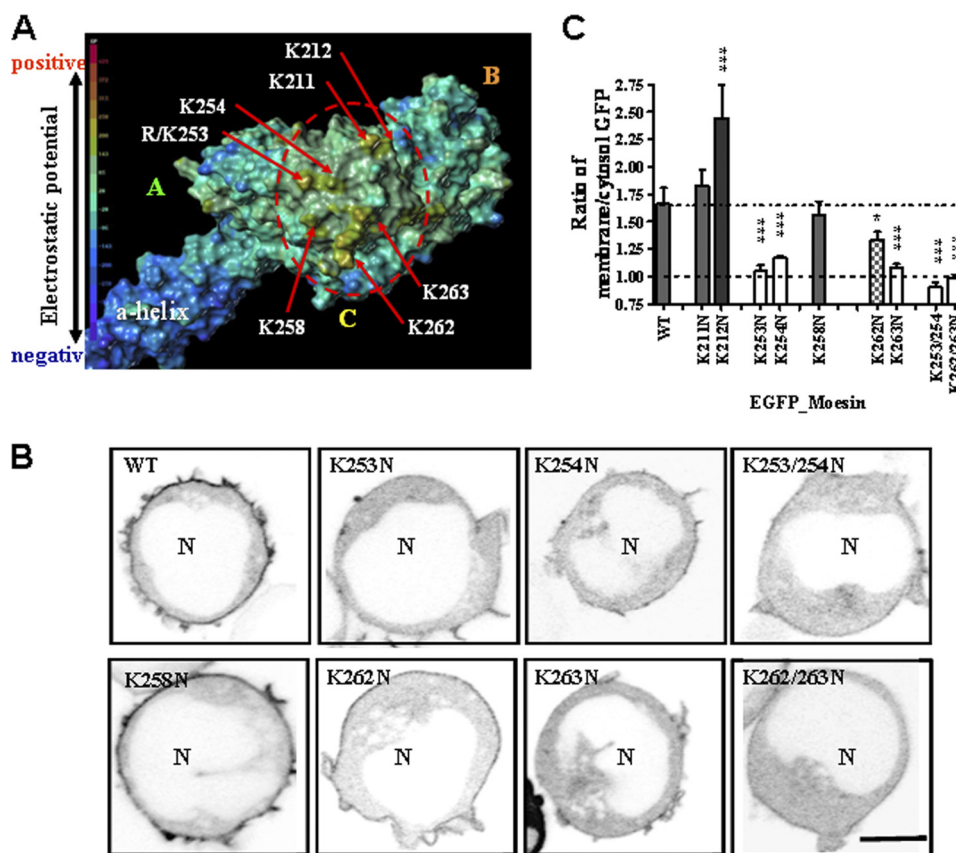 A
positive
Electrostatic potential
negativ
K212
K211
K254
R/K253
B
A
a-helix
C
K258
K263
K262
C
Ratio of
membrane/cytosol GFP
2.75
2.50
2.25
2.00
1.75
1.50
1.25
1.00
0.75
***
***
***
*
***
***
***
WT
K211N
K212N
K253N
K254N
K258N
K262N
K263N
K253/254
K262/263N
EGFP_Moesin
B
WT
N
K253N
N
K254N
N
K253/254N
N
K258N
N
K262N
N
K263N
N
K262/263N
N